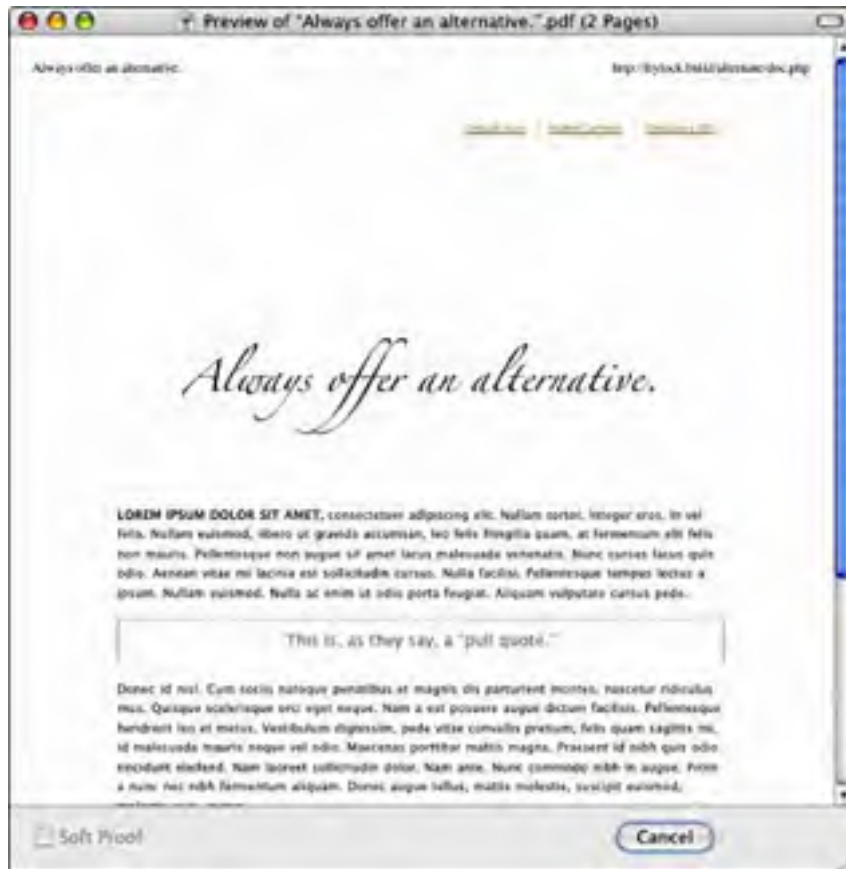 Preview of "Always offer an alternative.".pdf (2 Pages)
Always offer an alternative.
Always offer an alternative.
LOREM IPSUM DOLOR SIT AMET, consectetuer adipiscing elit. Nullam tortor. Integer eros. In vel
felis. Nullam euismod, libero ut gravida accumsan, leo felis fringilla quam, at fermentum elit felis
non mauris. Pellentesque non augue sit amet lacus malesuada venenatis. Nunc cursus lacus quis
odio. Aenean vitae mi lacinia est sollicitudin cursus. Nulla facilisi. Pellentesque tempus lectus a
ipsum. Nullam euismod. Nulla ac enim ut odio porta feugiat. Aliquam vulputate cursus pede.
This is, as they say, a "pull quote."
Donec id nisl. Cum sociis natoque penatibus et magnis dis parturient montes, nascetur ridiculus
mus. Quisque scelerisque orci eget neque. Nam a est posuere augue dictum facilisis. Pellentesque
hendrerit leo et metus. Vestibulum dignissim, pede vitae convallis pretium, felis quam sagittis mi,
id malesuada mauris neque vel odio. Maecenas porttitor mattis magna. Praesent id nibh quis odio
tincidunt eleifend. Nam laoreet sollicitudin dolor. Nam ante. Nunc commodo nibh in augue. Proin
a nunc nec nibh fermentum aliquam. Donec augue tellus, mattis molestie, suscipit euismod,
Soft Proof
Cancel